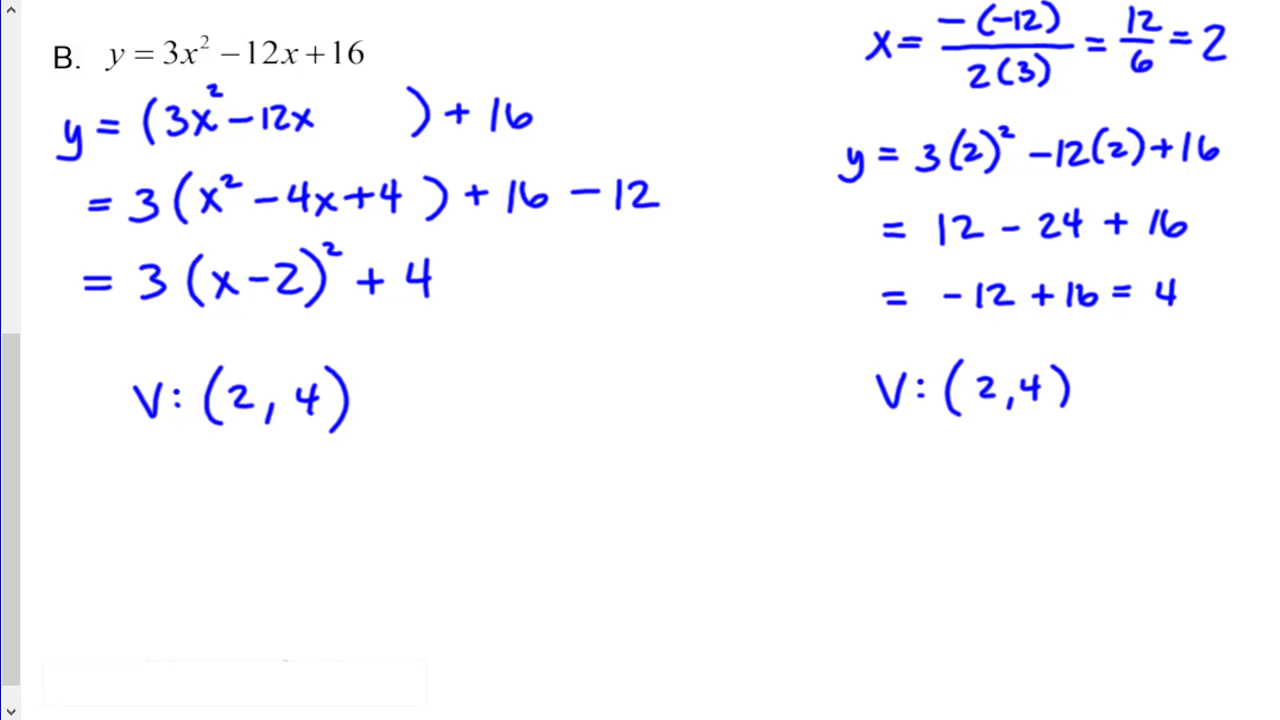 B. y = 3x² − 12x + 16
y = (3x² − 12x ) + 16
= 3(x² − 4x + 4 ) + 16 − 12
= 3(x − 2)² + 4
V: (2, 4)
x = −(−12) / 2(3) = 12/6 = 2
y = 3(2)² − 12(2) + 16
= 12 − 24 + 16
= −12 + 16 = 4
V: (2, 4)